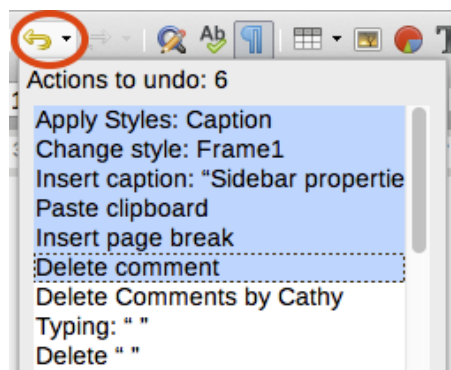 Actions to undo: 6
Apply Styles: Caption
Change style: Frame1
Insert caption: “Sidebar propertie
Paste clipboard
Insert page break
Delete comment
Delete Comments by Cathy
Typing: “ ”
Delete “ ”